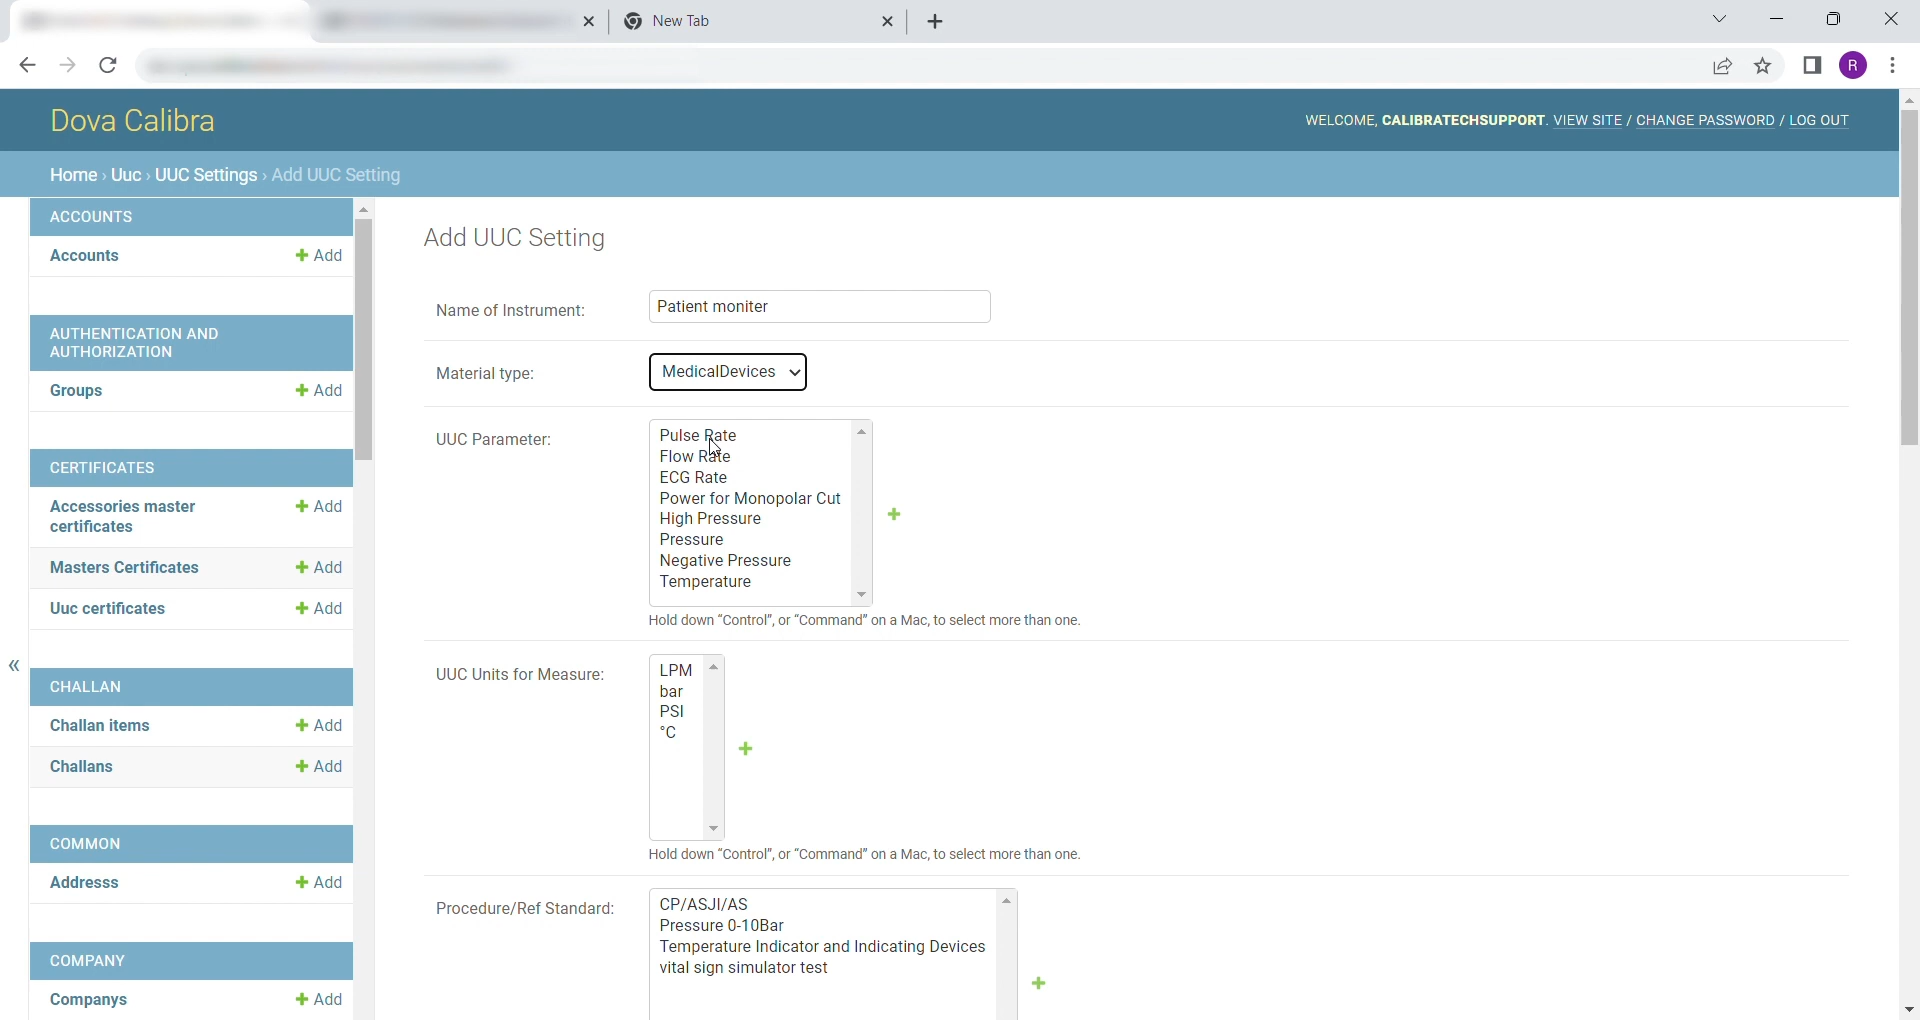 New Tab
R
Dova Calibra
WELCOME, CALIBRATECHSUPPORT. VIEW SITE / CHANGE PASSWORD / LOG OUT
Home › Uuc › UUC Settings › Add UUC Setting
ACCOUNTS
Accounts + Add
AUTHENTICATION AND
AUTHORIZATION
Groups + Add
CERTIFICATES
Accessories master
certificates + Add
Masters Certificates + Add
Uuc certificates + Add
«
CHALLAN
Challan items + Add
Challans + Add
COMMON
Addresss + Add
COMPANY
Companys + Add
Add UUC Setting
Name of Instrument: Patient moniter
Material type: MedicalDevices
UUC Parameter:
Pulse Rate
Flow Rate
ECG Rate
Power for Monopolar Cut
High Pressure
Pressure
Negative Pressure
Temperature
Hold down “Control”, or “Command” on a Mac, to select more than one.
UUC Units for Measure:
LPM
bar
PSI
°C
Hold down “Control”, or “Command” on a Mac, to select more than one.
Procedure/Ref Standard:
CP/ASJI/AS
Pressure 0-10Bar
Temperature Indicator and Indicating Devices
vital sign simulator test